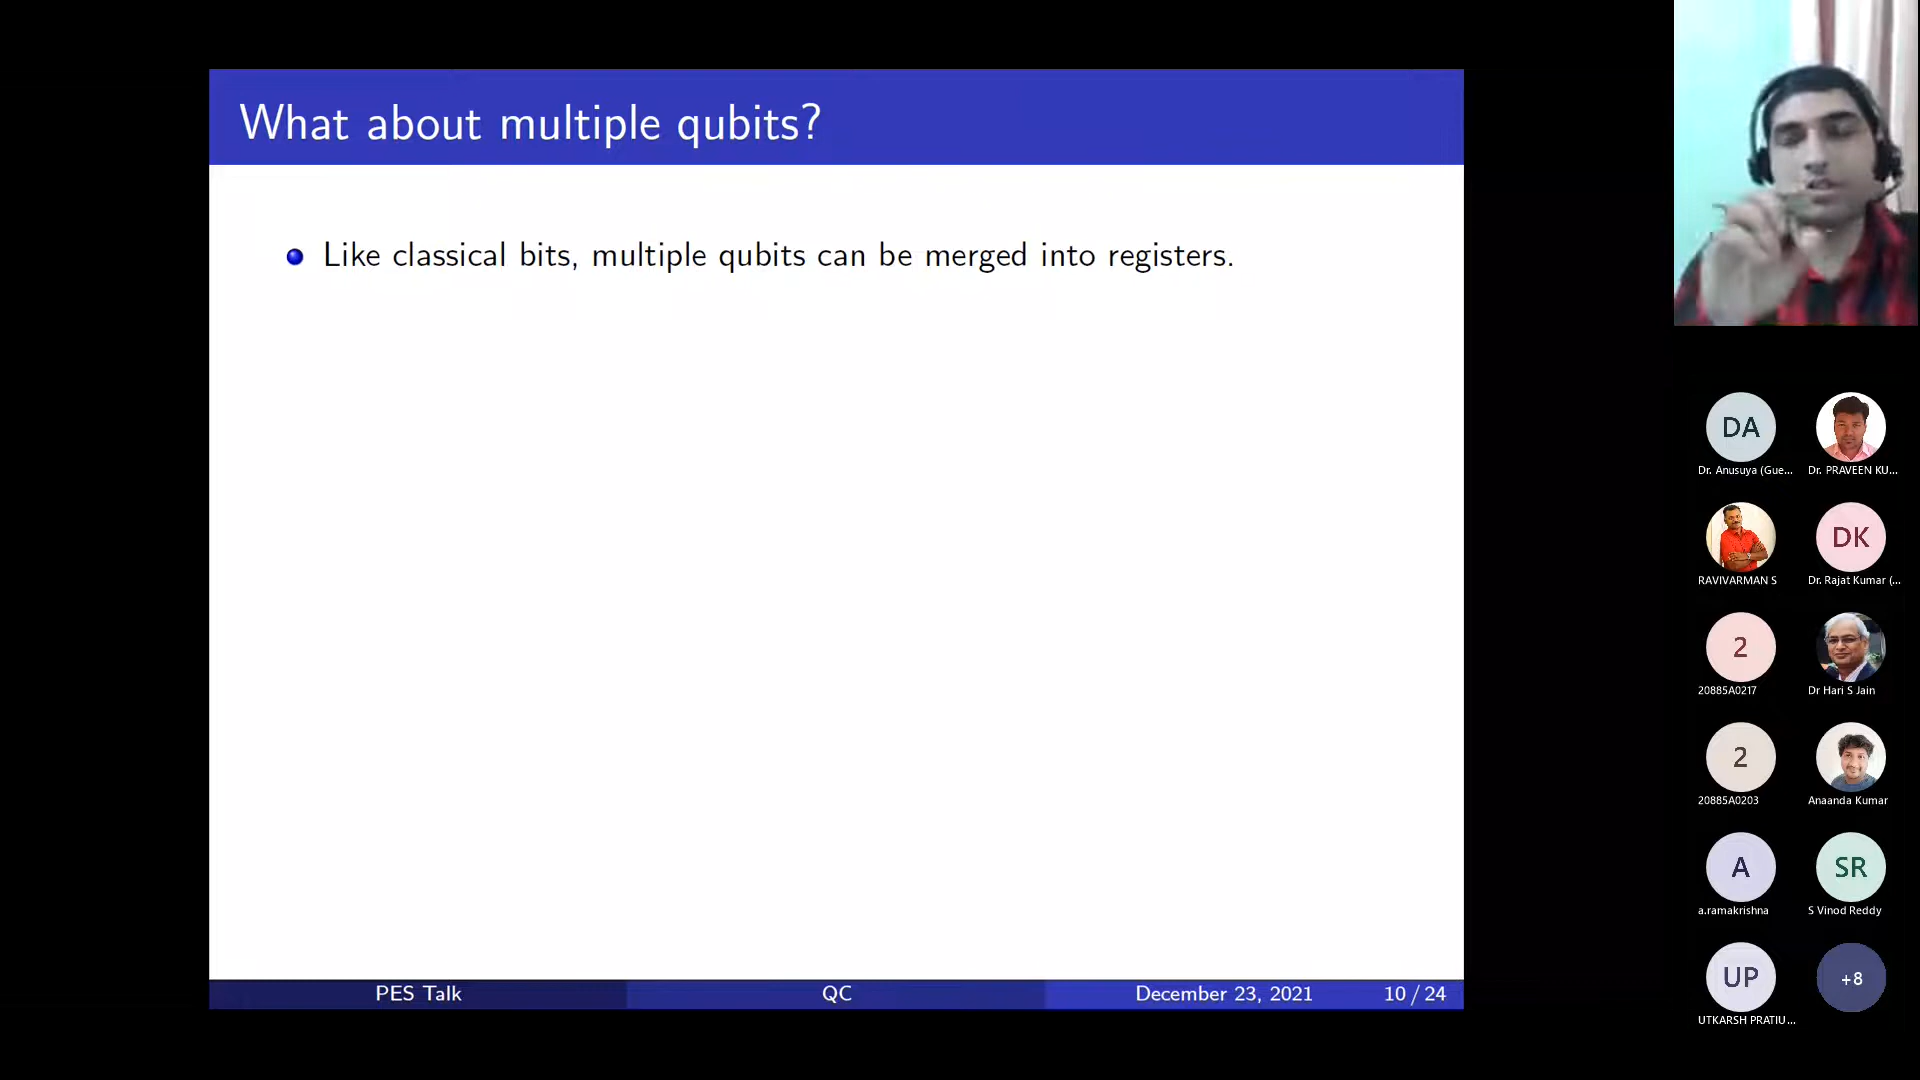 What about multiple qubits?
Like classical bits, multiple qubits can be merged into registers.
PES Talk
QC
December 23, 2021
10 / 24
DA
Dr. Anusuya (Gue...
Dr. PRAVEEN KU...
RAVIVARMAN S
DK
Dr. Rajat Kumar (...
2
20885A0217
Dr Hari S Jain
2
20885A0203
Anaanda Kumar
A
a.ramakrishna
SR
S Vinod Reddy
UP
UTKARSH PRATIU...
+8